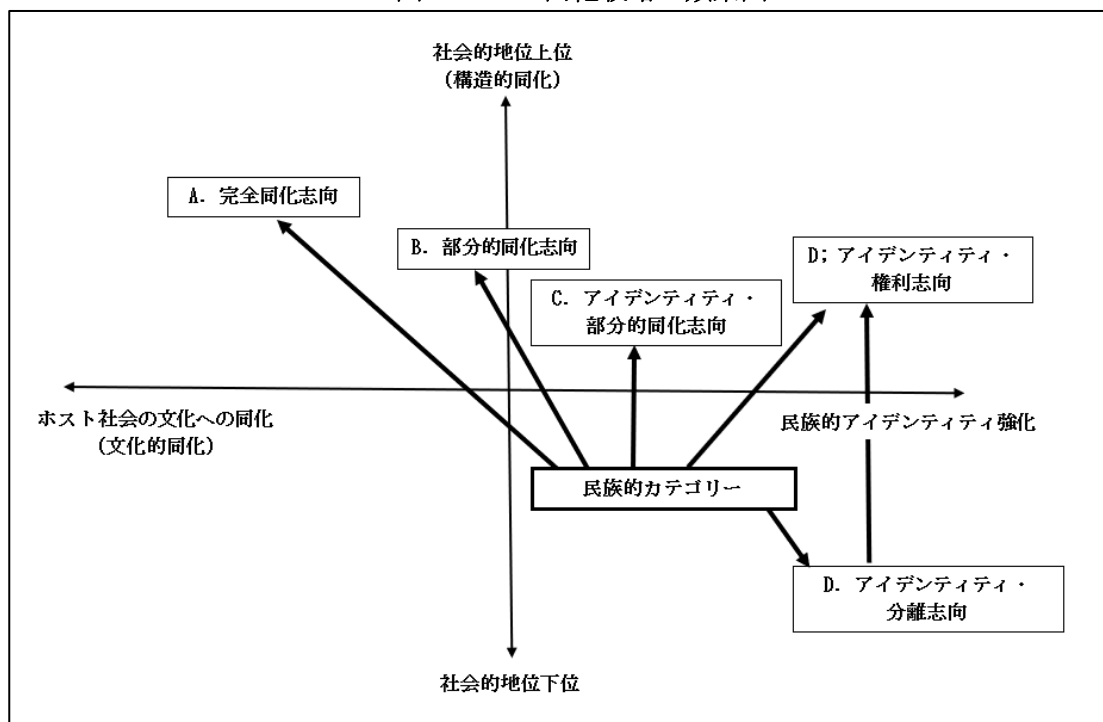 社会的地位上位
(構造的同化)
A. 完全同化志向
B. 部分的同化志向
C. アイデンティティ・
部分的同化志向
D; アイデンティティ・
権利志向
ホスト社会の文化への同化
(文化的同化)
民族的アイデンティティ強化
民族的カテゴリー
D. アイデンティティ・
分離志向
社会的地位下位